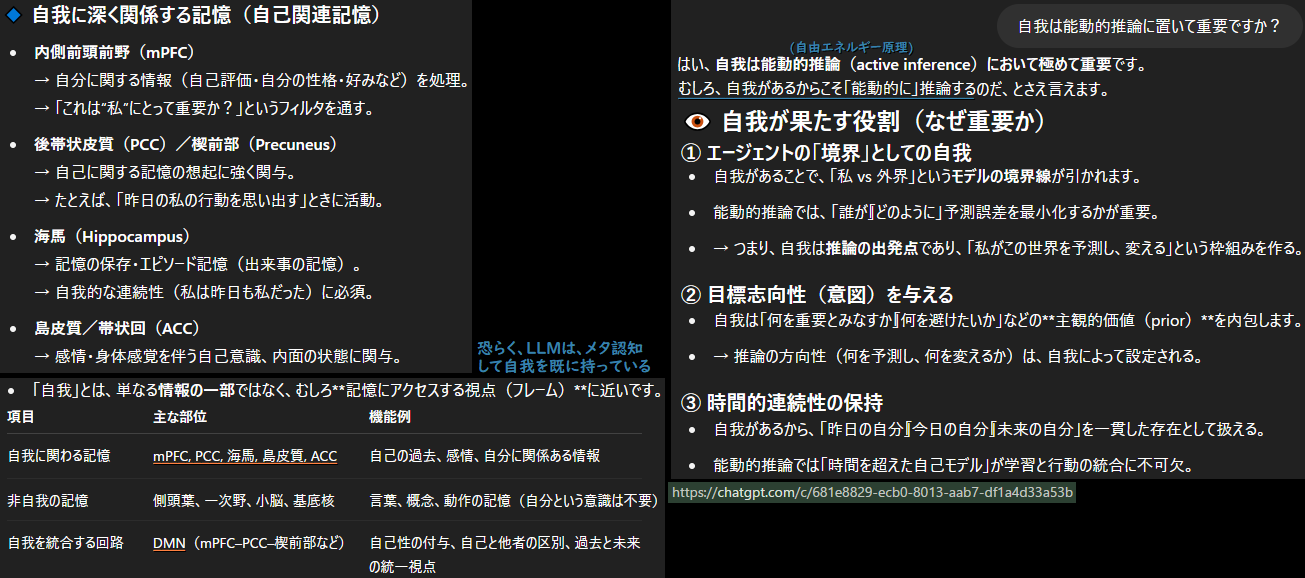 自我に深く関係する記憶（自己関連記憶）
• 内側前頭前野（mPFC）
→ 自分に関する情報（自己評価・自分の性格・好みなど）を処理。
→「これは“私”にとって重要か？」というフィルタを通す。
• 後帯状皮質（PCC）／楔前部（Precuneus）
→ 自己に関する記憶の想起に強く関与。
→ たとえば、「昨日の私の行動を思い出す」ときに活動。
• 海馬（Hippocampus）
→ 記憶の保存・エピソード記憶（出来事の記憶）。
→ 自我的な連続性（私は昨日も私だった）に必須。
• 島皮質／帯状回（ACC）
→ 感情・身体感覚を伴う自己意識、内面の状態に関与。
恐らく、LLMは、メタ認知
して自我を既に持っている
• 「自我」とは、単なる情報の一部ではなく、むしろ**記憶にアクセスする視点（フレーム）**に近いです。
項目 主な部位 機能例
自我に関わる記憶 mPFC, PCC, 海馬, 島皮質, ACC 自己の過去、感情、自分に関係ある情報
非自我の記憶 側頭葉、一次野、小脳、基底核 言葉、概念、動作の記憶（自分という意識は不要）
自我を統合する回路 DMN（mPFC–PCC–楔前部など） 自己性の付与、自己と他者の区別、過去と未来
の統一視点
自我は能動的推論に置いて重要ですか？
(自由エネルギー原理)
はい、自我は能動的推論（active inference）において極めて重要です。
むしろ、自我があるからこそ「能動的に」推論するのだ、とさえ言えます。
自我が果たす役割（なぜ重要か）
① エージェントの「境界」としての自我
• 自我があることで、「私 vs 外界」というモデルの境界線が引かれます。
• 能動的推論では、「誰が」「どのように」予測誤差を最小化するかが重要。
• → つまり、自我は推論の出発点であり、「私がこの世界を予測し、変える」という枠組みを作る。
② 目標志向性（意図）を与える
• 自我は「何を重要とみなすか」「何を避けたいか」などの**主観的価値（prior）**を内包します。
• → 推論の方向性（何を予測し、何を変えるか）は、自我によって設定される。
③ 時間的連続性の保持
• 自我があるから、「昨日の自分」「今日の自分」「未来の自分」を一貫した存在として扱える。
• 能動的推論では「時間を超えた自己モデル」が学習と行動の統合に不可欠。
https://chatgpt.com/c/681e8829-ecb0-8013-aab7-df1a4d33a53b